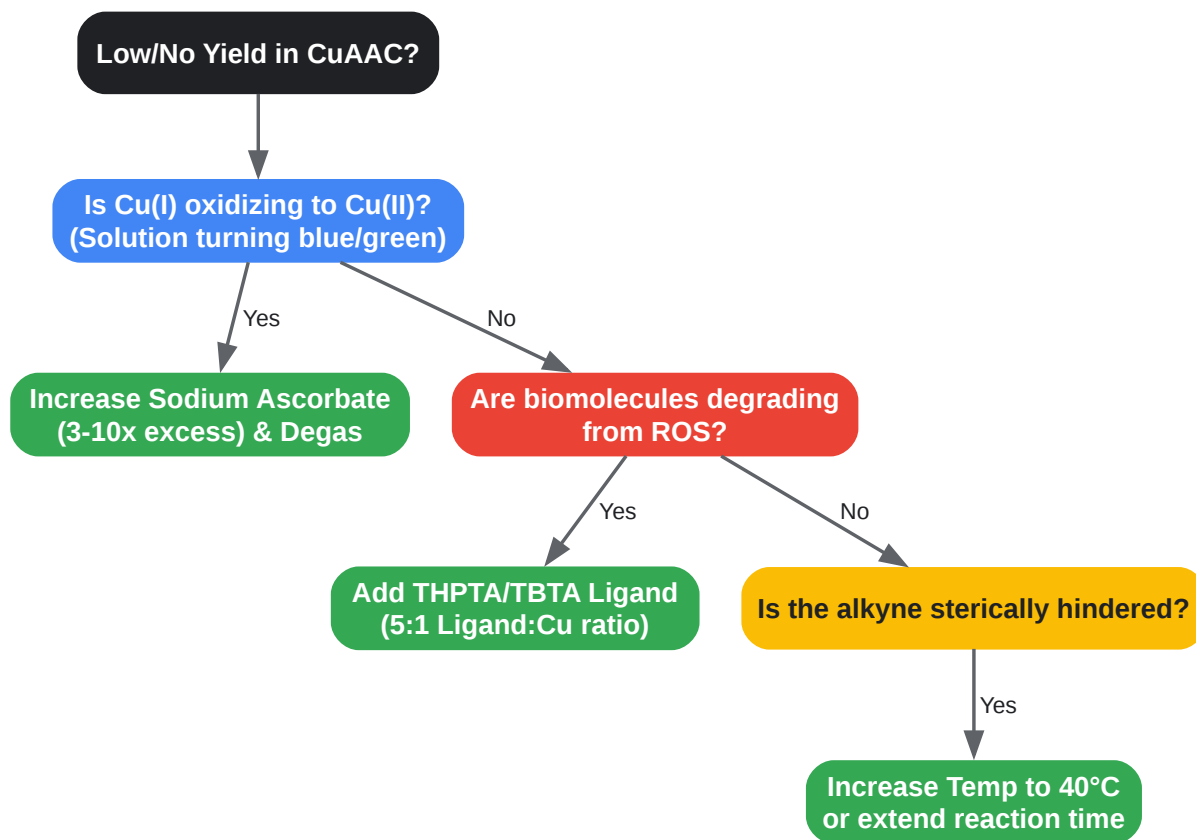 Low/No Yield in CuAAC?
Is Cu(I) oxidizing to Cu(II)?
(Solution turning blue/green)
Yes
No
Increase Sodium Ascorbate
(3-10x excess) & Degas
Are biomolecules degrading
from ROS?
Yes
No
Add THPTA/TBTA Ligand
(5:1 Ligand:Cu ratio)
Is the alkyne sterically hindered?
Yes
Increase Temp to 40°C
or extend reaction time